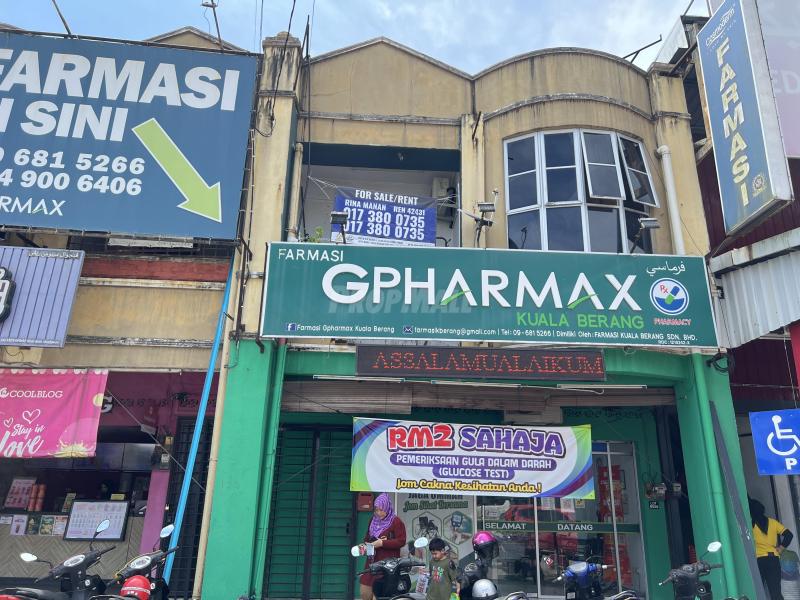 FARMASI
SINI
681 5266
4 900 6406
ARMAX
FOR SALE/RENT
RINA MANAN REN 42431
017 380 0735
017 380 0735
FARMASI
فرماسي
GPHARMAX
KUALA BERANG
Rx
PHARMACY
Farmasi Gpharmax Kuala Berang
farmasikberang@gmail.com | Tel: 09 - 681 5266 | Dimiliki Oleh: FARMASI KUALA BERANG SDN. BHD.
PROPMALL
ASSALAMUALAIKUM
RM2 SAHAJA
PEMERIKSAAN GULA DALAM DARAH
(GLUCOSE TEST)
Jom Cakna Kesihatan Anda!
SELAMAT DATANG
COOLBLOG
Stay in
love
Cosmoderm
FARMASI
P